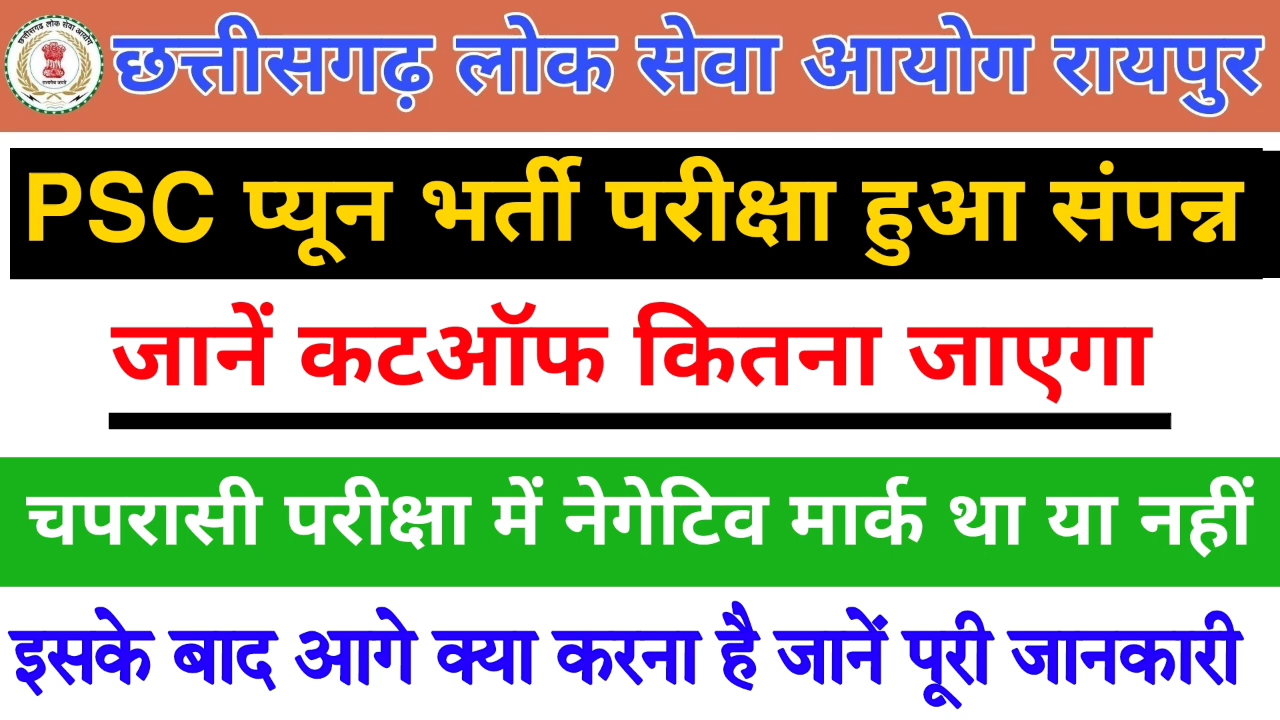 छत्तीसगढ़ लोक सेवा आयोग रायपुर
PSC प्यून भर्ती परीक्षा हुआ संपन्न
जानें कटऑफ कितना जाएगा
चपरासी परीक्षा में नेगेटिव मार्क था या नहीं
इसके बाद आगे क्या करना है जानें पूरी जानकारी